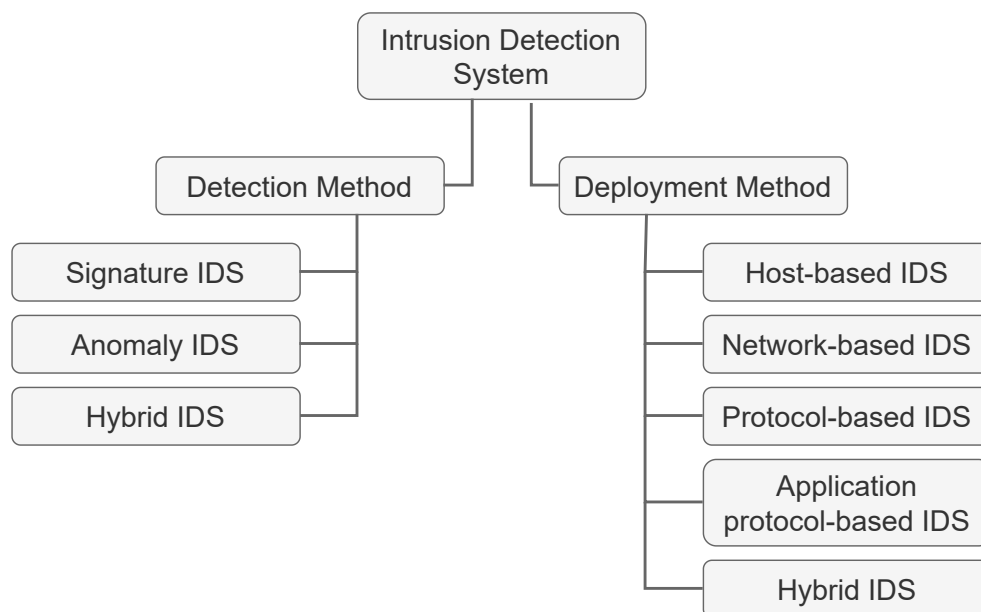 Intrusion Detection
System
Detection Method
Deployment Method
Signature IDS
Anomaly IDS
Hybrid IDS
Host-based IDS
Network-based IDS
Protocol-based IDS
Application
protocol-based IDS
Hybrid IDS